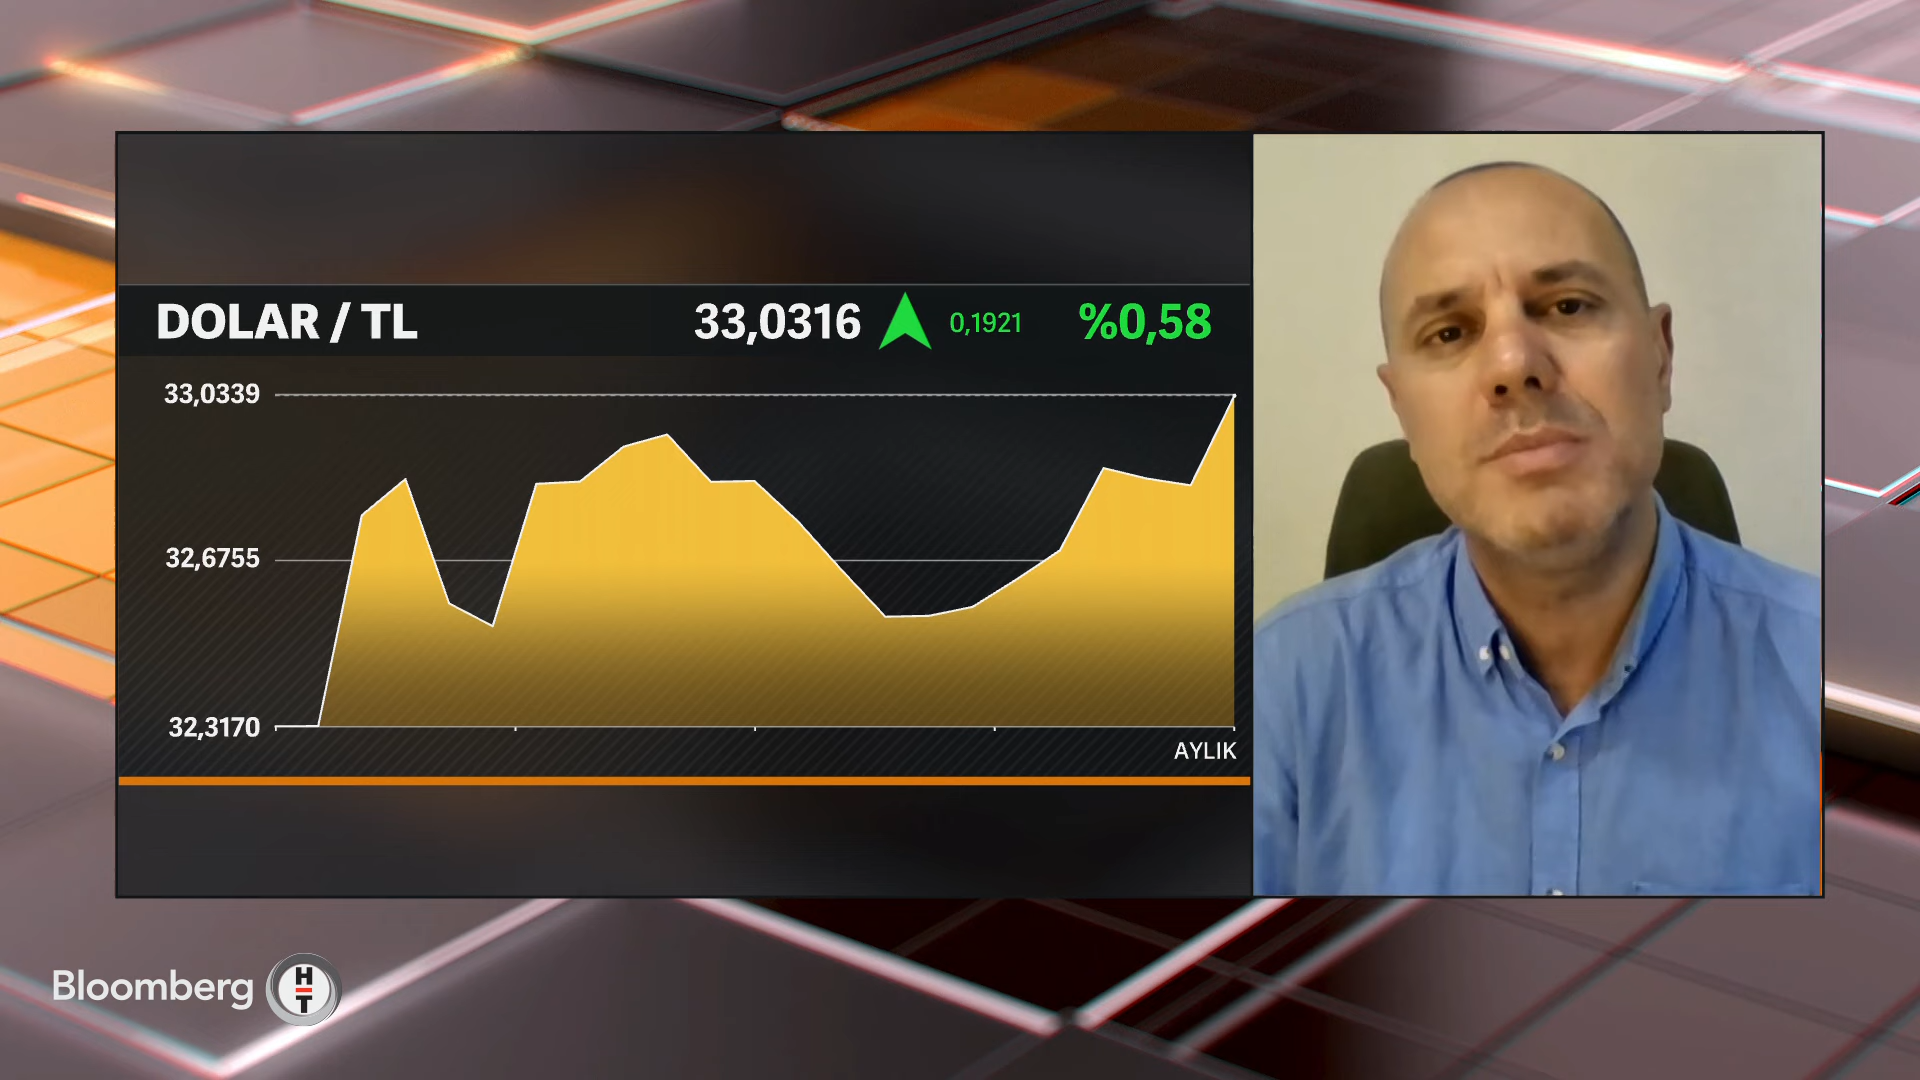 DOLAR / TL 33,0316 0,1921 %0,58
33,0339
32,6755
32,3170
AYLIK
Bloomberg HT